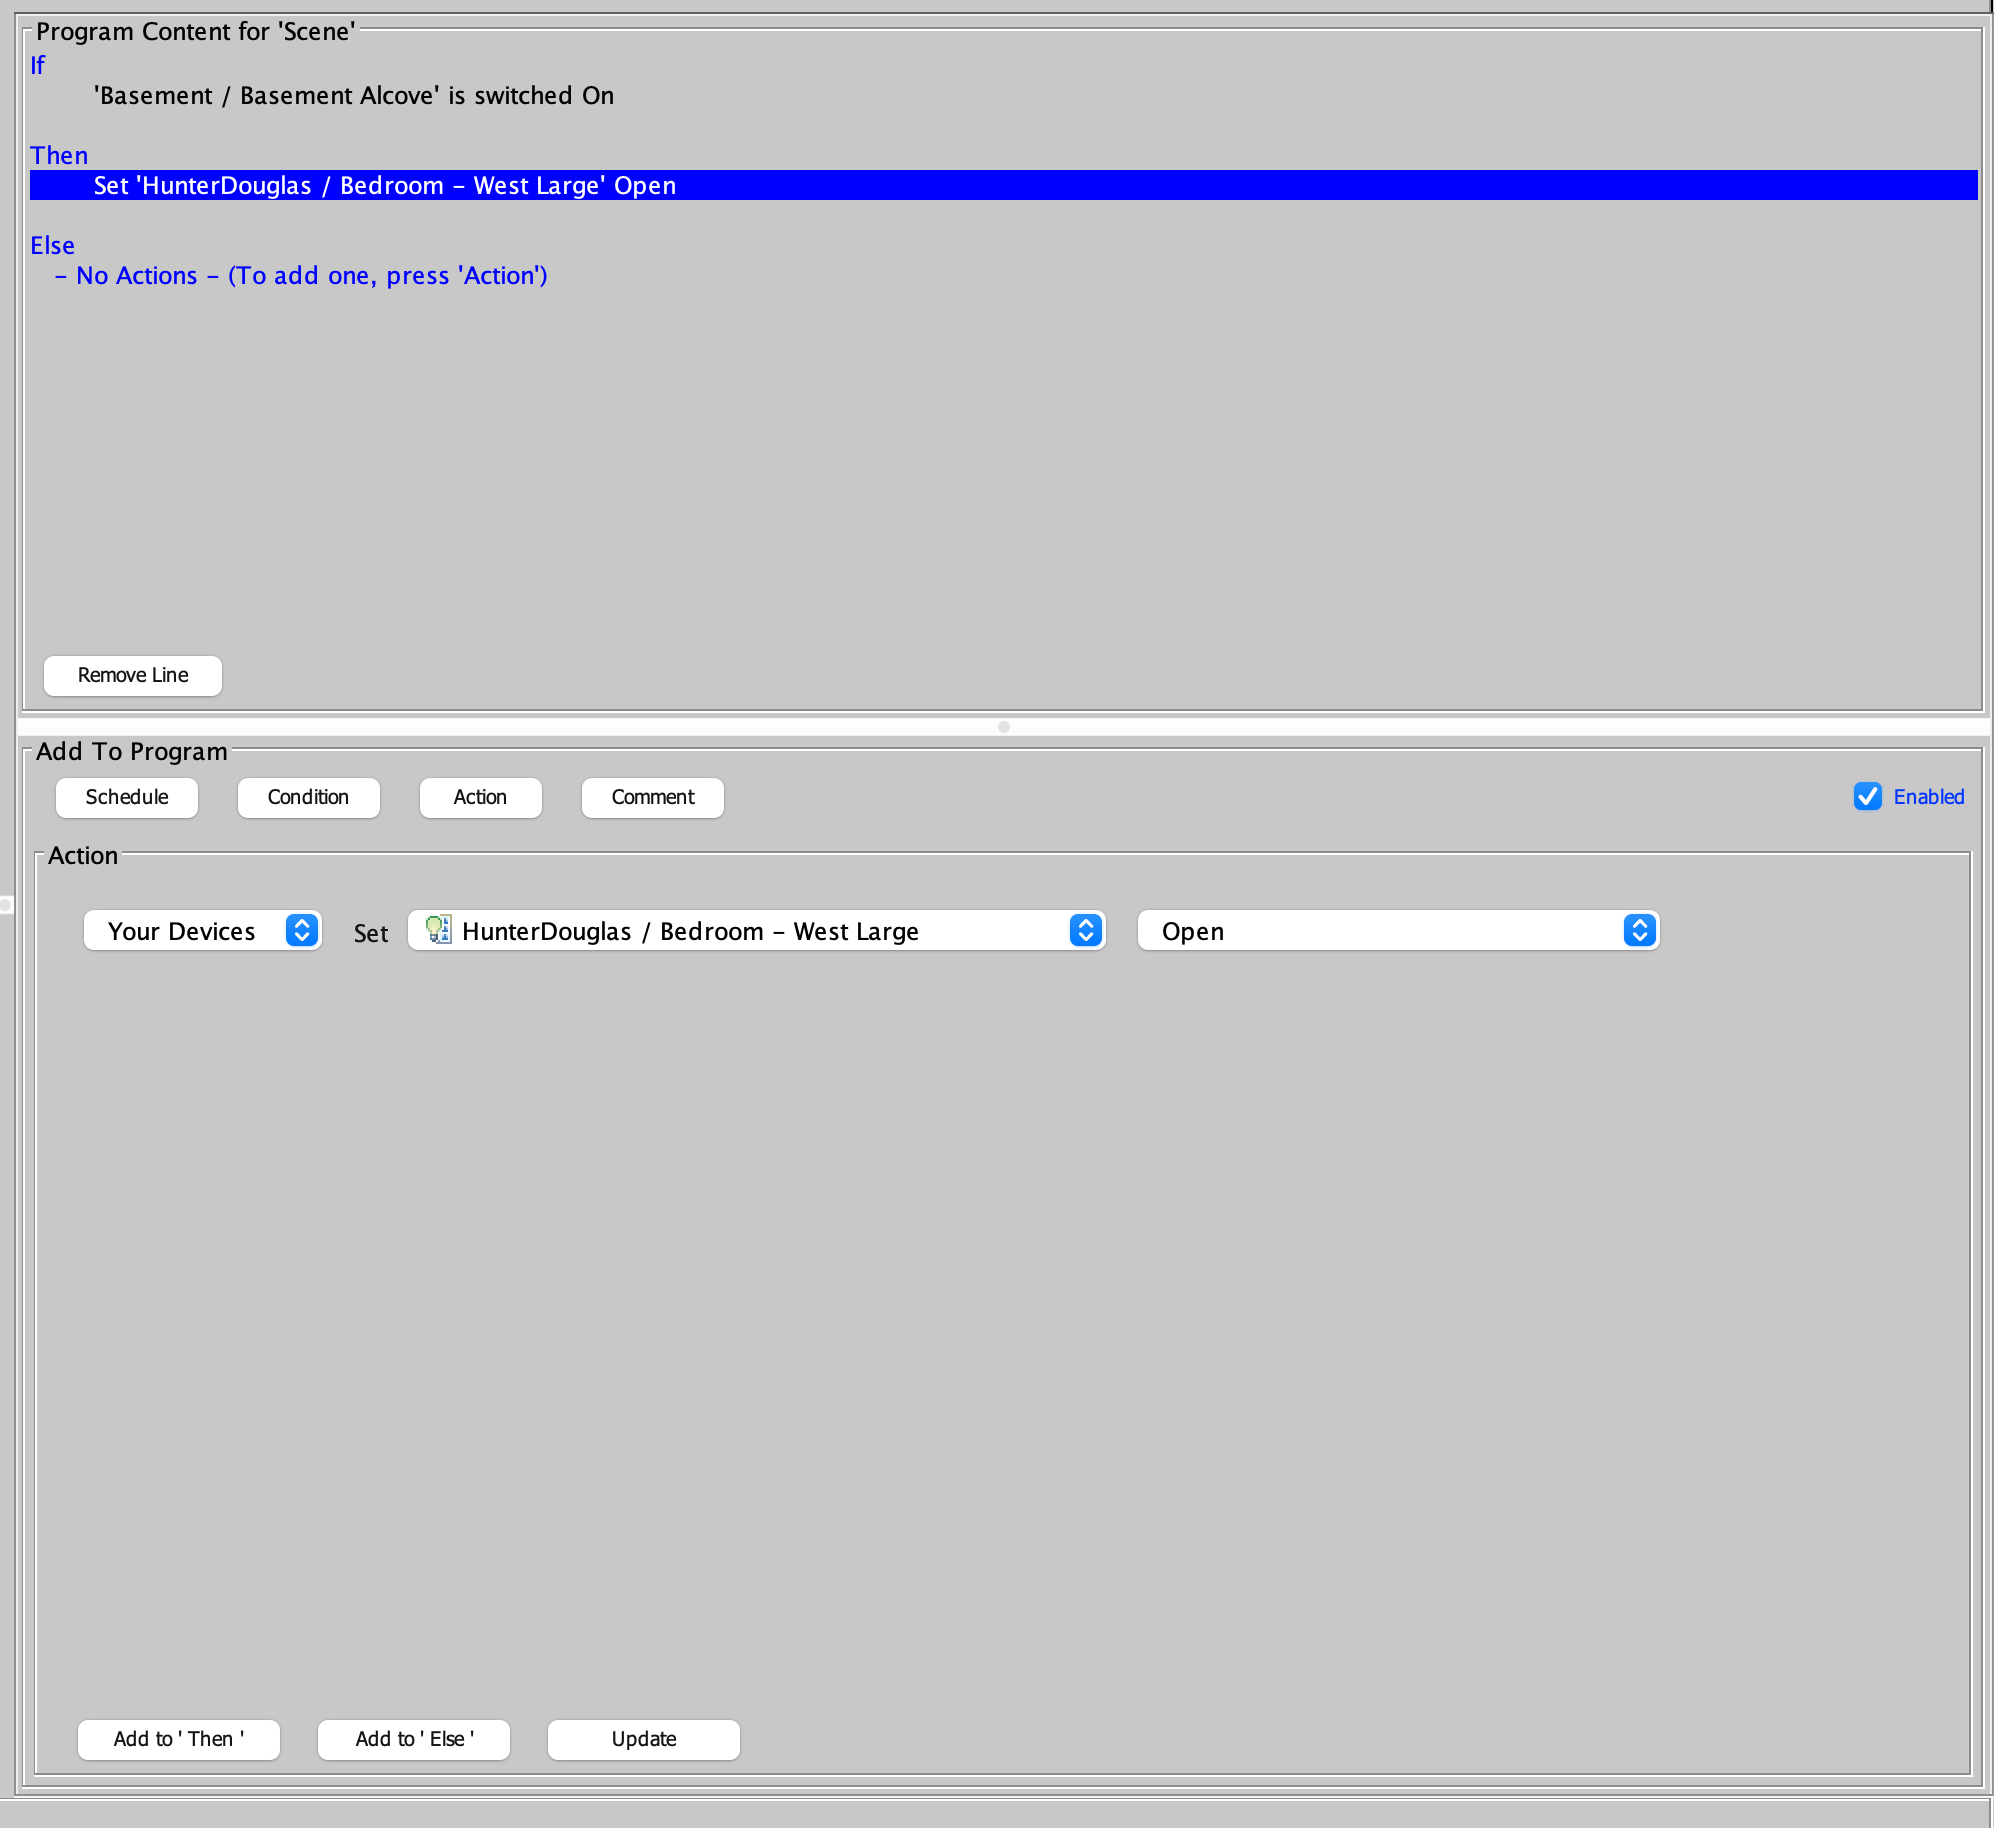 Program Content for 'Scene'
If
'Basement / Basement Alcove' is switched On
Then
Set 'HunterDouglas / Bedroom - West Large' Open
Else
- No Actions - (To add one, press 'Action')
Remove Line
Add To Program
Schedule Condition Action Comment Enabled
Action
Your Devices Set HunterDouglas / Bedroom - West Large Open
Add to ' Then ' Add to ' Else ' Update